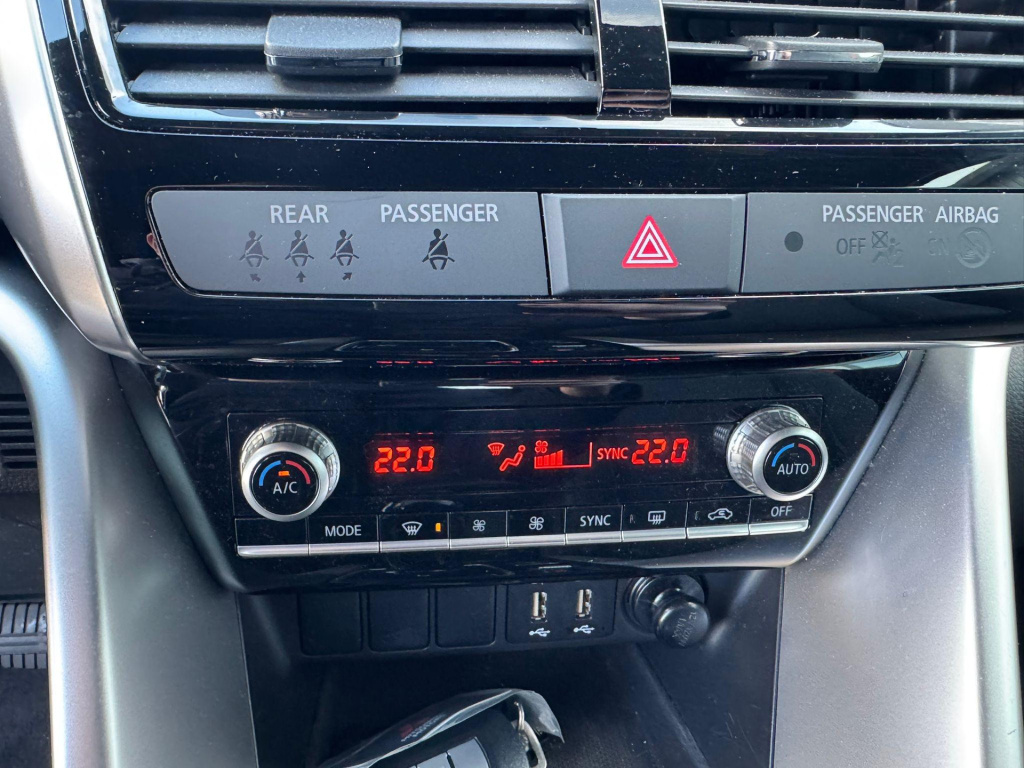 REAR PASSENGER
PASSENGER AIRBAG
OFF ON
22.0 SYNC 22.0
A/C
AUTO
MODE SYNC R OFF